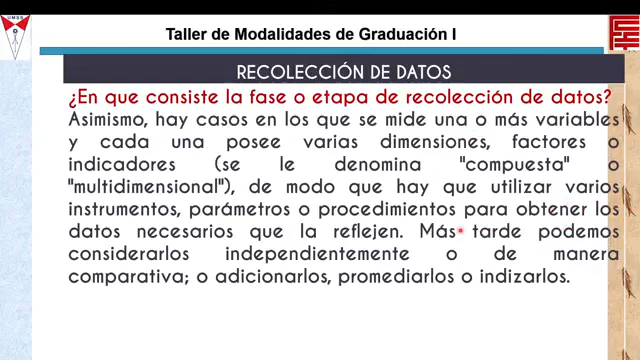 U.M.S.S.
Taller de Modalidades de Graduación I
RECOLECCIÓN DE DATOS
¿En que consiste la fase o etapa de recolección de datos?
Asimismo, hay casos en los que se mide una o más variables
y cada una posee varias dimensiones, factores o
indicadores (se le denomina "compuesta" o
"multidimensional"), de modo que hay que utilizar varios
instrumentos, parámetros o procedimientos para obtener los
datos necesarios que la reflejen. Más tarde podemos
considerarlos independientemente o de manera
comparativa; o adicionarlos, promediarlos o indizarlos.